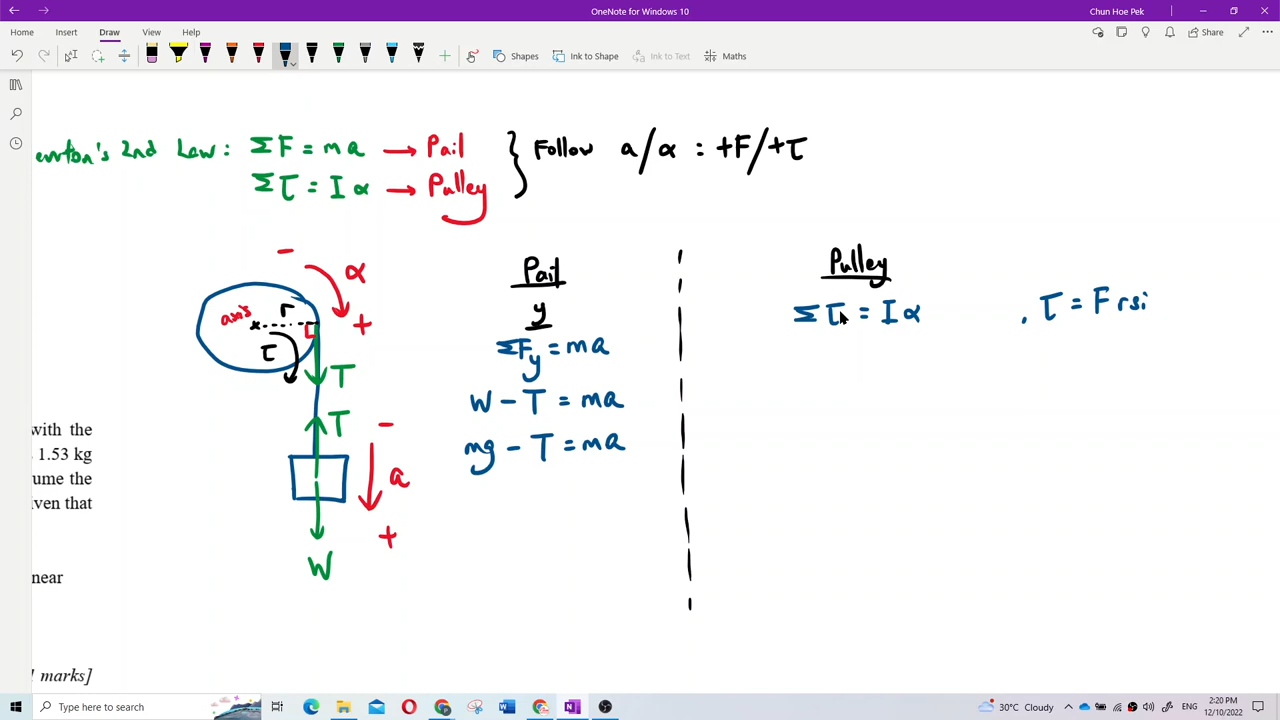 OneNote for Windows 10
Chun Hoe Pek
Home Insert Draw View Help
Share
Shapes Ink to Shape Ink to Text Maths
ewton's 2nd Law : ΣF = ma → Pail } Follow a/α : +F/+τ
Στ = Iα → Pulley
- α +
axis r
τ
T
T
- a +
W
Pail
y
ΣFy = ma
W - T = ma
mg - T = ma
Pulley
Στ = Iα , τ = F rsi
with the
1.53 kg
ume the
iven that
near
marks]
Type here to search
30°C Cloudy
ENG
2:20 PM
12/10/2022